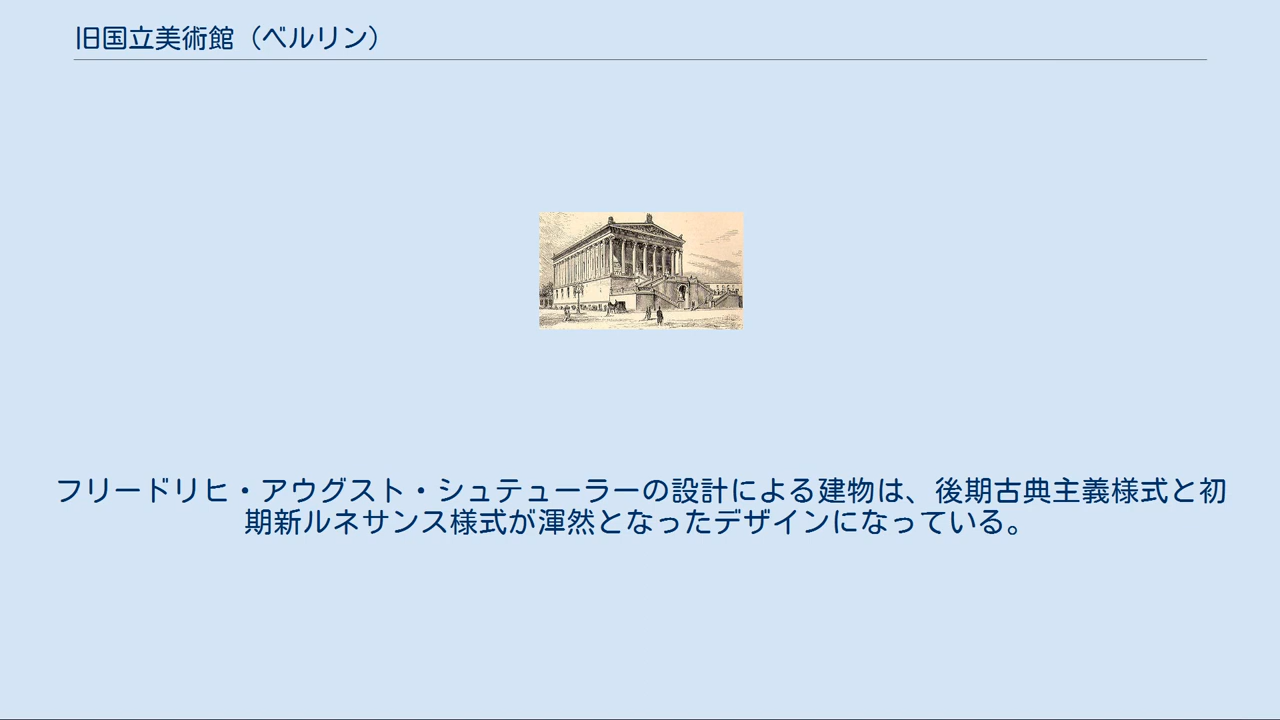 旧国立美術館（ベルリン）
フリードリヒ・アウグスト・シュテューラーの設計による建物は、後期古典主義様式と初
期新ルネサンス様式が渾然となったデザインになっている。